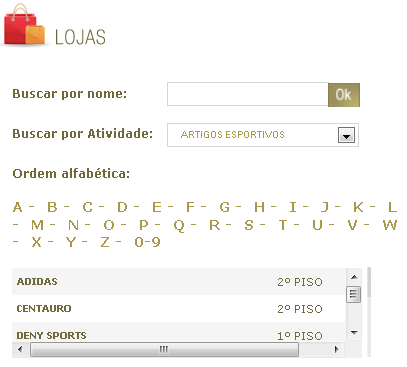 LOJAS
Buscar por nome: Ok
Buscar por Atividade: ARTIGOS ESPORTIVOS
Ordem alfabética:
A - B - C - D - E - F - G - H - I - J - K - L
- M - N - O - P - Q - R - S - T - U - V - W
- X - Y - Z - 0-9
ADIDAS 2º PISO
CENTAURO 2º PISO
DENY SPORTS 1º PISO